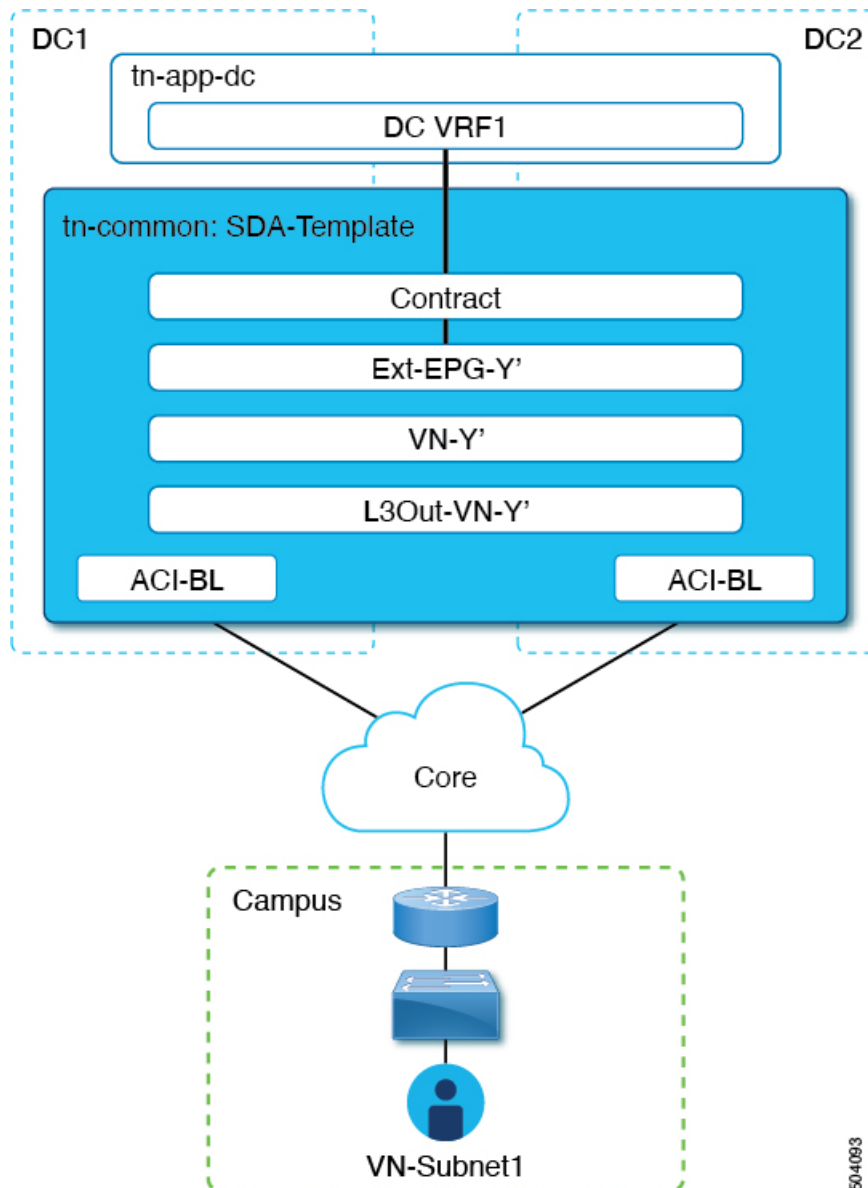 DC1
DC2
tn-app-dc
DC VRF1
tn-common: SDA-Template
Contract
Ext-EPG-Y’
VN-Y’
L3Out-VN-Y’
ACI-BL
ACI-BL
Core
Campus
VN-Subnet1
504093